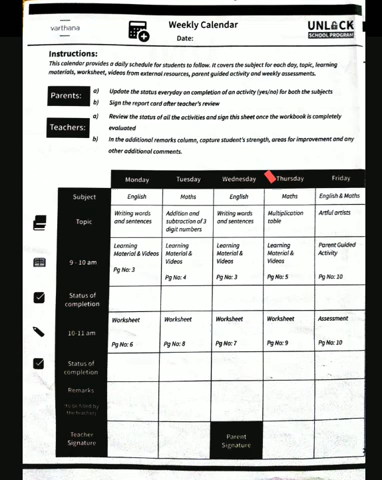 varthana
Weekly Calendar
Date:
UNLOCK
SCHOOL PROGRAM
Instructions:
This calendar provides a daily schedule for students to follow. It covers the subject for each day, topic, learning
materials, worksheet, videos from external resources, parent guided activity and weekly assessments.
Parents:
a) Update the status everyday on completion of an activity (yes/no) for both the subjects
b) Sign the report card after teacher's review
Teachers:
a) Review the status of all the activities and sign this sheet once the workbook is completely
evaluated
b) In the additional remarks column, capture student's strength, areas for improvement and any
other additional comments.
Monday Tuesday Wednesday Thursday Friday
Subject English Maths English Maths English & Maths
Topic
Writing words
and sentences
Addition and
subtraction of 3
digit numbers
Writing words
and sentences
Multiplication
table
Artful artists
9 - 10 am
Learning
Material & Videos
Pg No: 3
Learning
Material &
Videos
Pg No: 4
Learning
Material &
Videos
Pg No: 3
Learning
Material &
Videos
Pg No: 5
Parent Guided
Activity
Pg No: 10
Status of
completion
10-11 am
Worksheet
Pg No: 6
Worksheet
Pg No: 8
Worksheet
Pg No: 7
Worksheet
Pg No: 9
Assessment
Pg No: 10
Status of
completion
Remarks
the teacher)
Teacher
Signature
Parent
Signature